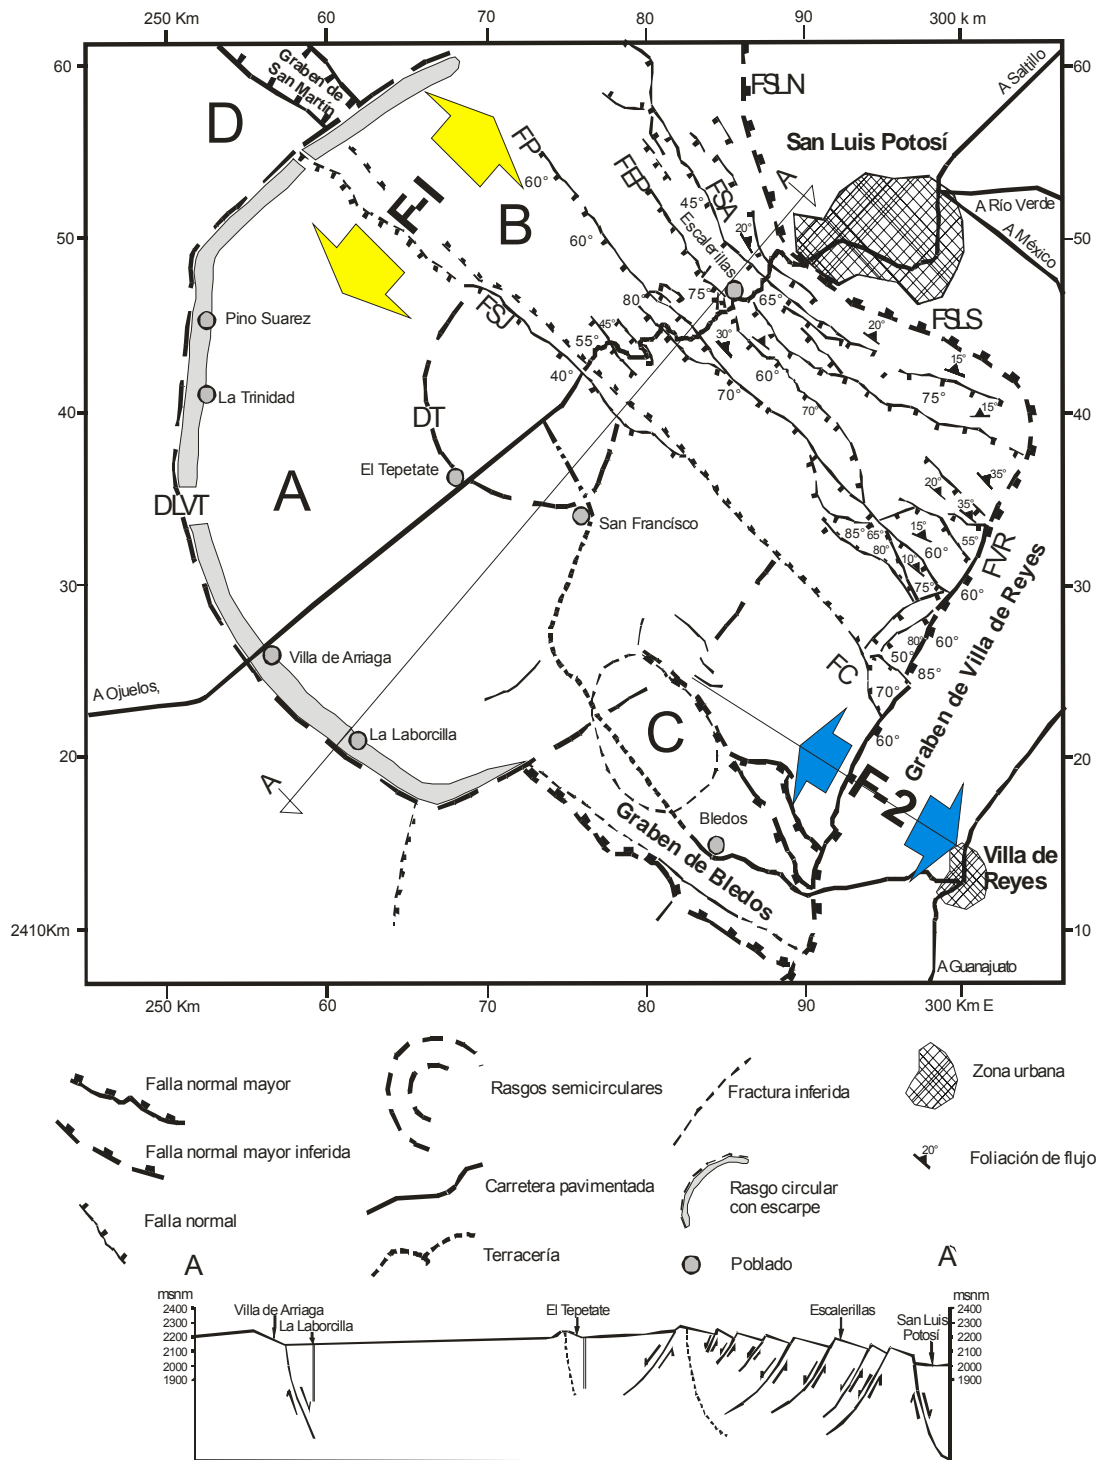 250 Km
60
70
80
90
300 k m
60
50
40
30
20
2410Km
60
50
40
30
20
10
250 Km
60
70
80
90
300 Km E
Graben de
San Martín
D
F-1
B
A
C
F-2
FP
FEP
FSA
FSLN
FSLS
FSJ
DT
DLVT
FC
FVR
San Luis Potosí
A Saltillo
A Río Verde
A México
Escalerillas
A
Pino Suarez
La Trinidad
El Tepetate
San Francísco
Villa de Arriaga
A Ojuelos,
La Laborcilla
A
Bledos
Graben de Bledos
Graben de Villa de Reyes
Villa de
Reyes
A Guanajuato
60°
60°
45°
20°
80°
75°
65°
45°
55°
40°
30°
60°
70°
70°
20°
15°
75°
15°
35°
20°
35°
15°
55°
85°
65°
80°
60°
10°
75°
60°
80°
60°
50°
85°
70°
60°
Falla normal mayor
Falla normal mayor inferida
Falla normal
Rasgos semicirculares
Carretera pavimentada
Terracería
Fractura inferida
Rasgo circular
con escarpe
Poblado
Zona urbana
20°
Foliación de flujo
A
A'
msnm
2400
2300
2200
2100
2000
1900
Villa de Arriaga
La Laborcilla
El Tepetate
Escalerillas
San Luis
Potosí
msnm
2400
2300
2200
2100
2000
1900